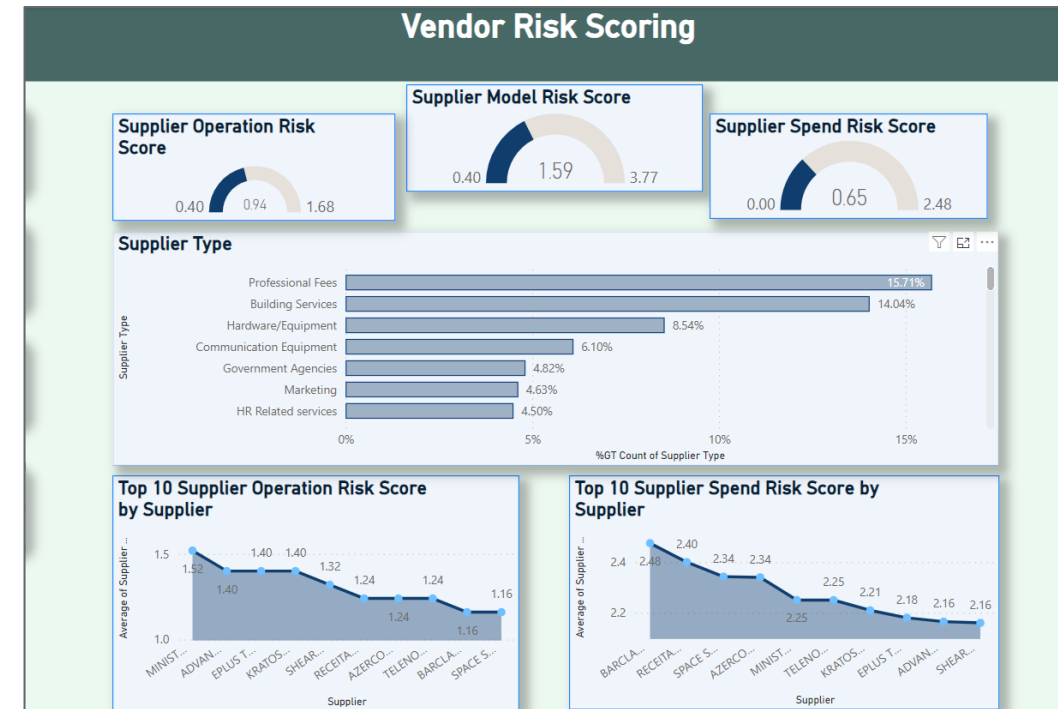 Vendor Risk Scoring
Supplier Operation Risk
Score
0.40
0.94
1.68
Supplier Model Risk Score
0.40
1.59
3.77
Supplier Spend Risk Score
0.00
0.65
2.48
Supplier Type
Supplier Type
Professional Fees 15.71%
Building Services 14.04%
Hardware/Equipment 8.54%
Communication Equipment 6.10%
Government Agencies 4.82%
Marketing 4.63%
HR Related services 4.50%
0% 5% 10% 15%
%GT Count of Supplier Type
Top 10 Supplier Operation Risk Score
by Supplier
Average of Supplier ...
1.5
1.0
1.52
1.40
1.40
1.40
1.32
1.24
1.24
1.24
1.16
1.16
MINIST...
ADVAN...
EPLUS T...
KRATOS...
SHEAR...
RECEITA...
AZERCO...
TELENO...
BARCLA...
SPACE S...
Supplier
Top 10 Supplier Spend Risk Score by
Supplier
Average of Supplier ...
2.4
2.2
2.48
2.40
2.34
2.34
2.25
2.25
2.21
2.18
2.16
2.16
BARCLA...
RECEITA...
SPACE S...
AZERCO...
MINIST...
TELENO...
KRATOS...
EPLUS T...
ADVAN...
SHEAR...
Supplier